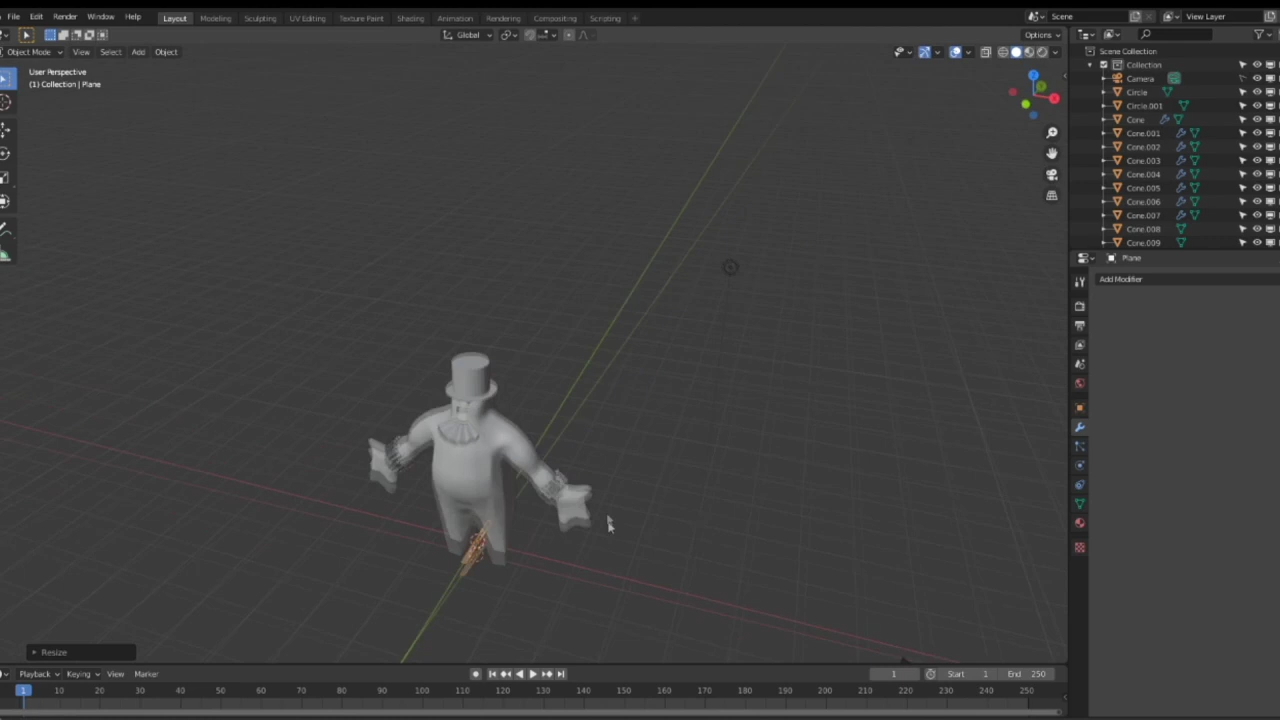 File Edit Render Window Help Layout Modeling Sculpting UV Editing Texture Paint Shading Animation Rendering Compositing Scripting + Scene View Layer
Global Options
Object Mode View Select Add Object
User Perspective
(1) Collection | Plane
Scene Collection
Collection
Camera
Circle
Circle.001
Cone
Cone.001
Cone.002
Cone.003
Cone.004
Cone.005
Cone.006
Cone.007
Cone.008
Cone.009
Plane
Add Modifier
Resize
Playback Keying View Marker 1 Start 1 End 250
1 10 20 30 40 50 60 70 80 90 100 110 120 130 140 150 160 170 180 190 200 210 220 230 240 250